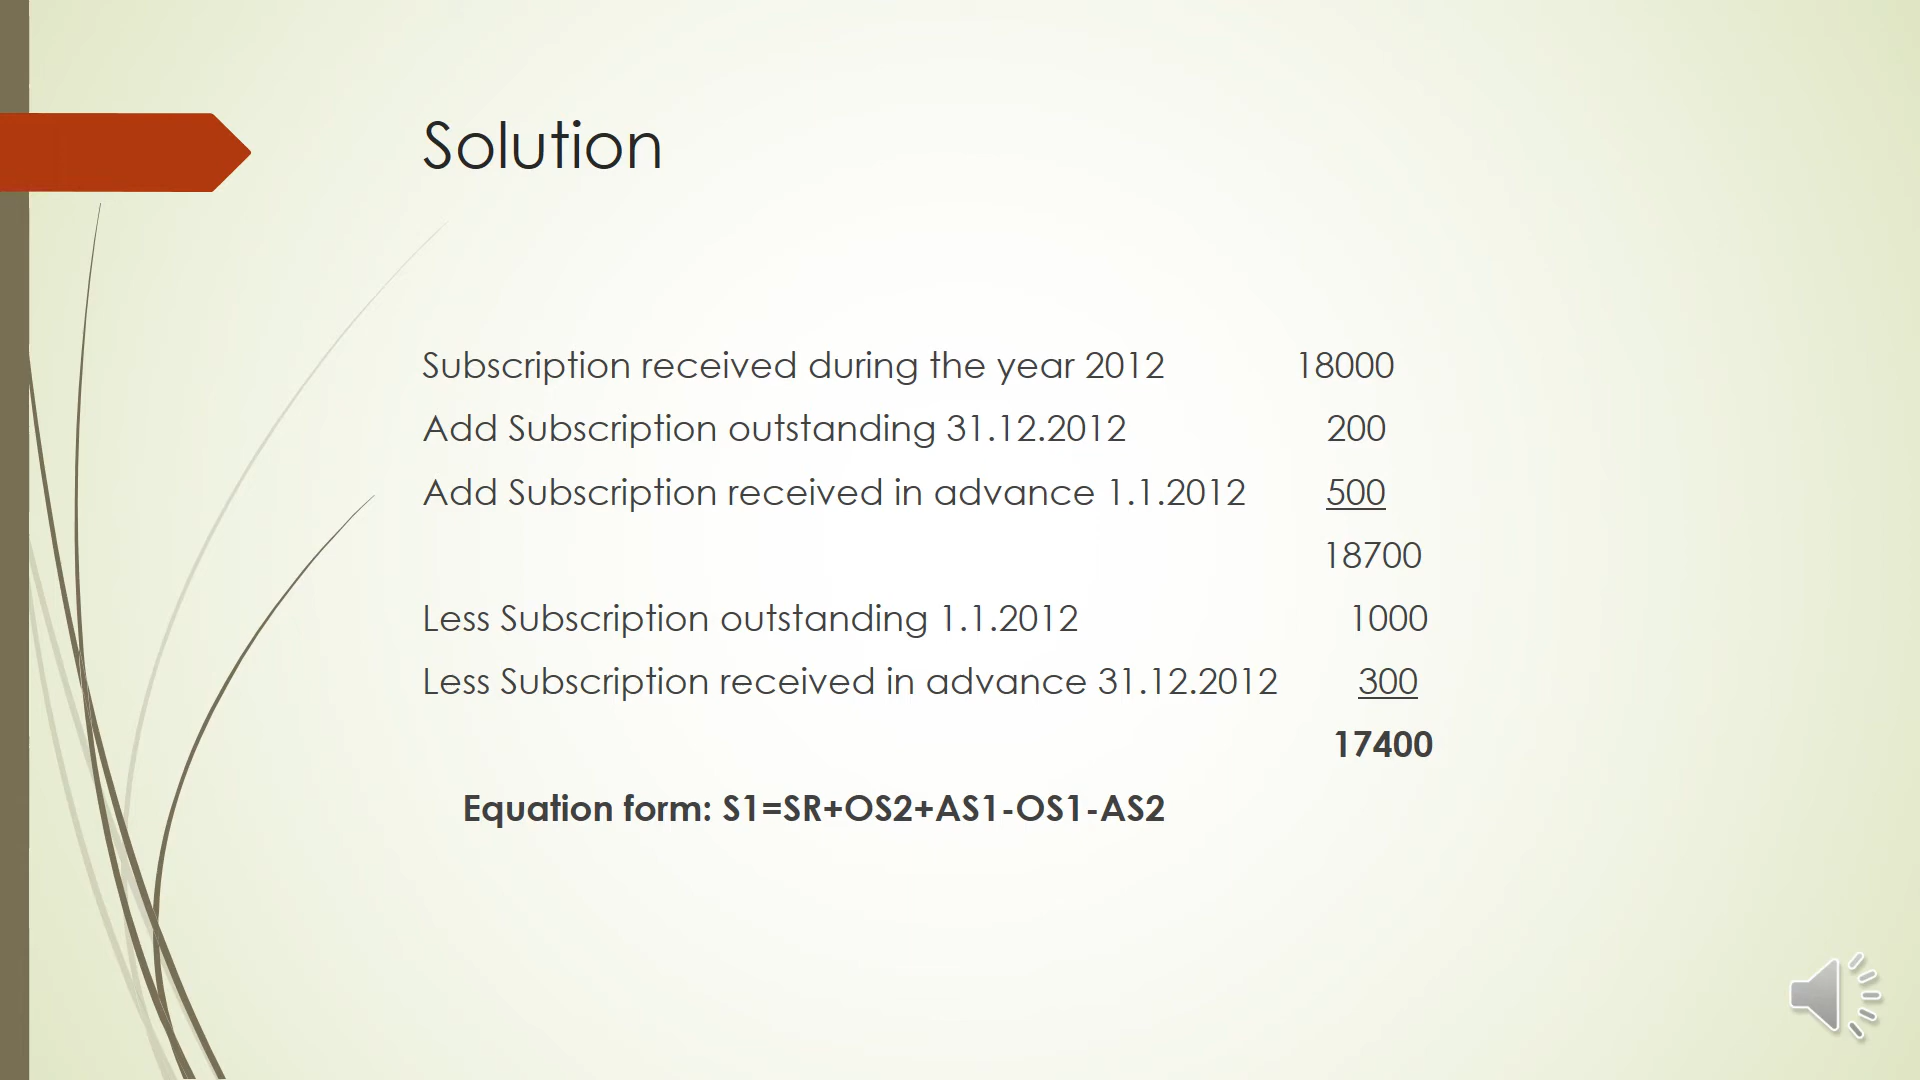 Solution
Subscription received during the year 2012 18000
Add Subscription outstanding 31.12.2012 200
Add Subscription received in advance 1.1.2012 500
18700
Less Subscription outstanding 1.1.2012 1000
Less Subscription received in advance 31.12.2012 300
17400
Equation form: S1=SR+OS2+AS1-OS1-AS2